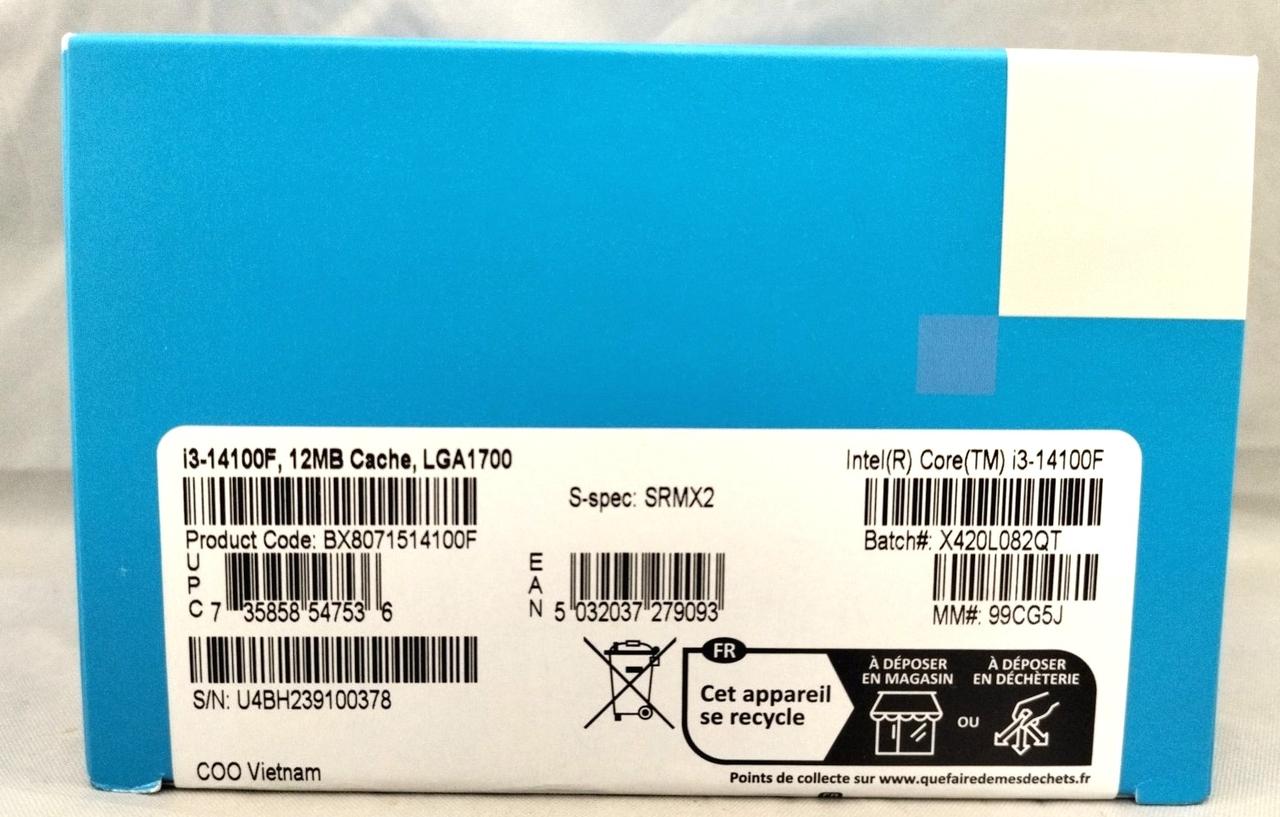 i3-14100F, 12MB Cache, LGA1700
Intel(R) Core(TM) i3-14100F
S-spec: SRMX2
Product Code: BX8071514100F
Batch#: X420L082QT
UPC 7 35858 54753 6
EAN 5 032037 279093
MM#: 99CG5J
S/N: U4BH239100378
FR
Cet appareil
se recycle
À DÉPOSER
EN MAGASIN
OU
À DÉPOSER
EN DÉCHÈTERIE
Points de collecte sur www.quefairedemesdechets.fr
COO Vietnam